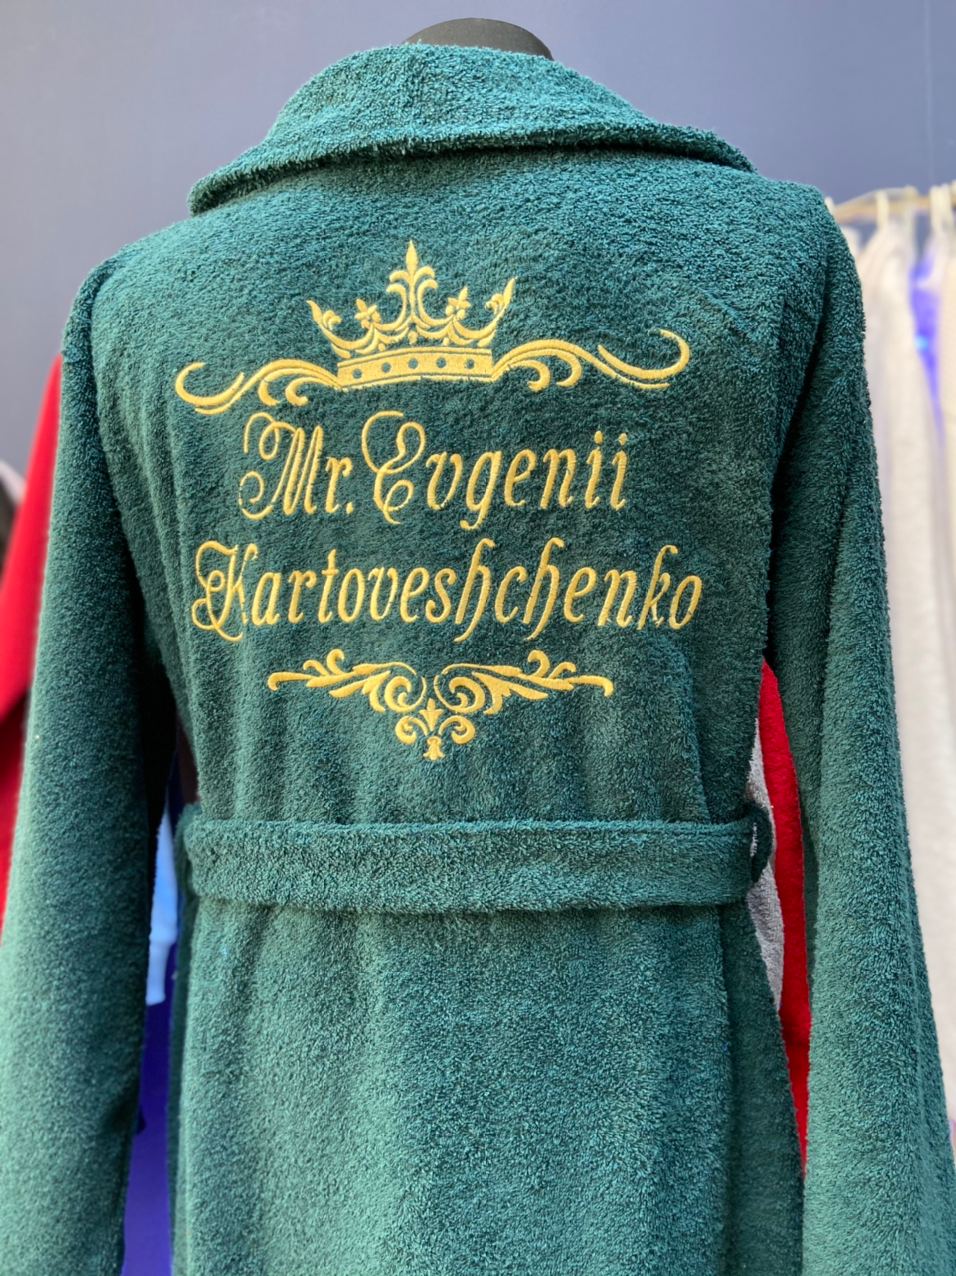 Mr. Evgenii
Kartoveshchenko